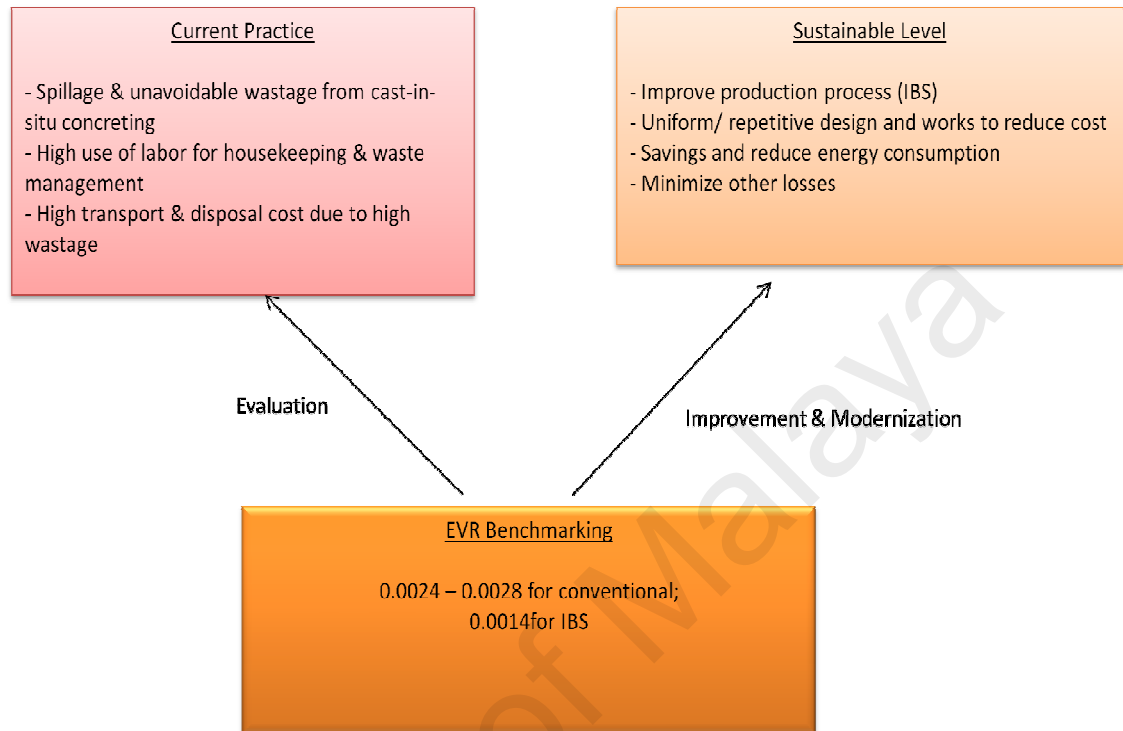 Current Practice
- Spillage & unavoidable wastage from cast-in-
situ concreting
- High use of labor for housekeeping & waste
management
- High transport & disposal cost due to high
wastage
Sustainable Level
- Improve production process (IBS)
- Uniform/ repetitive design and works to reduce cost
- Savings and reduce energy consumption
- Minimize other losses
Evaluation
Improvement & Modernization
EVR Benchmarking
0.0024 – 0.0028 for conventional;
0.0014for IBS
of Malaya